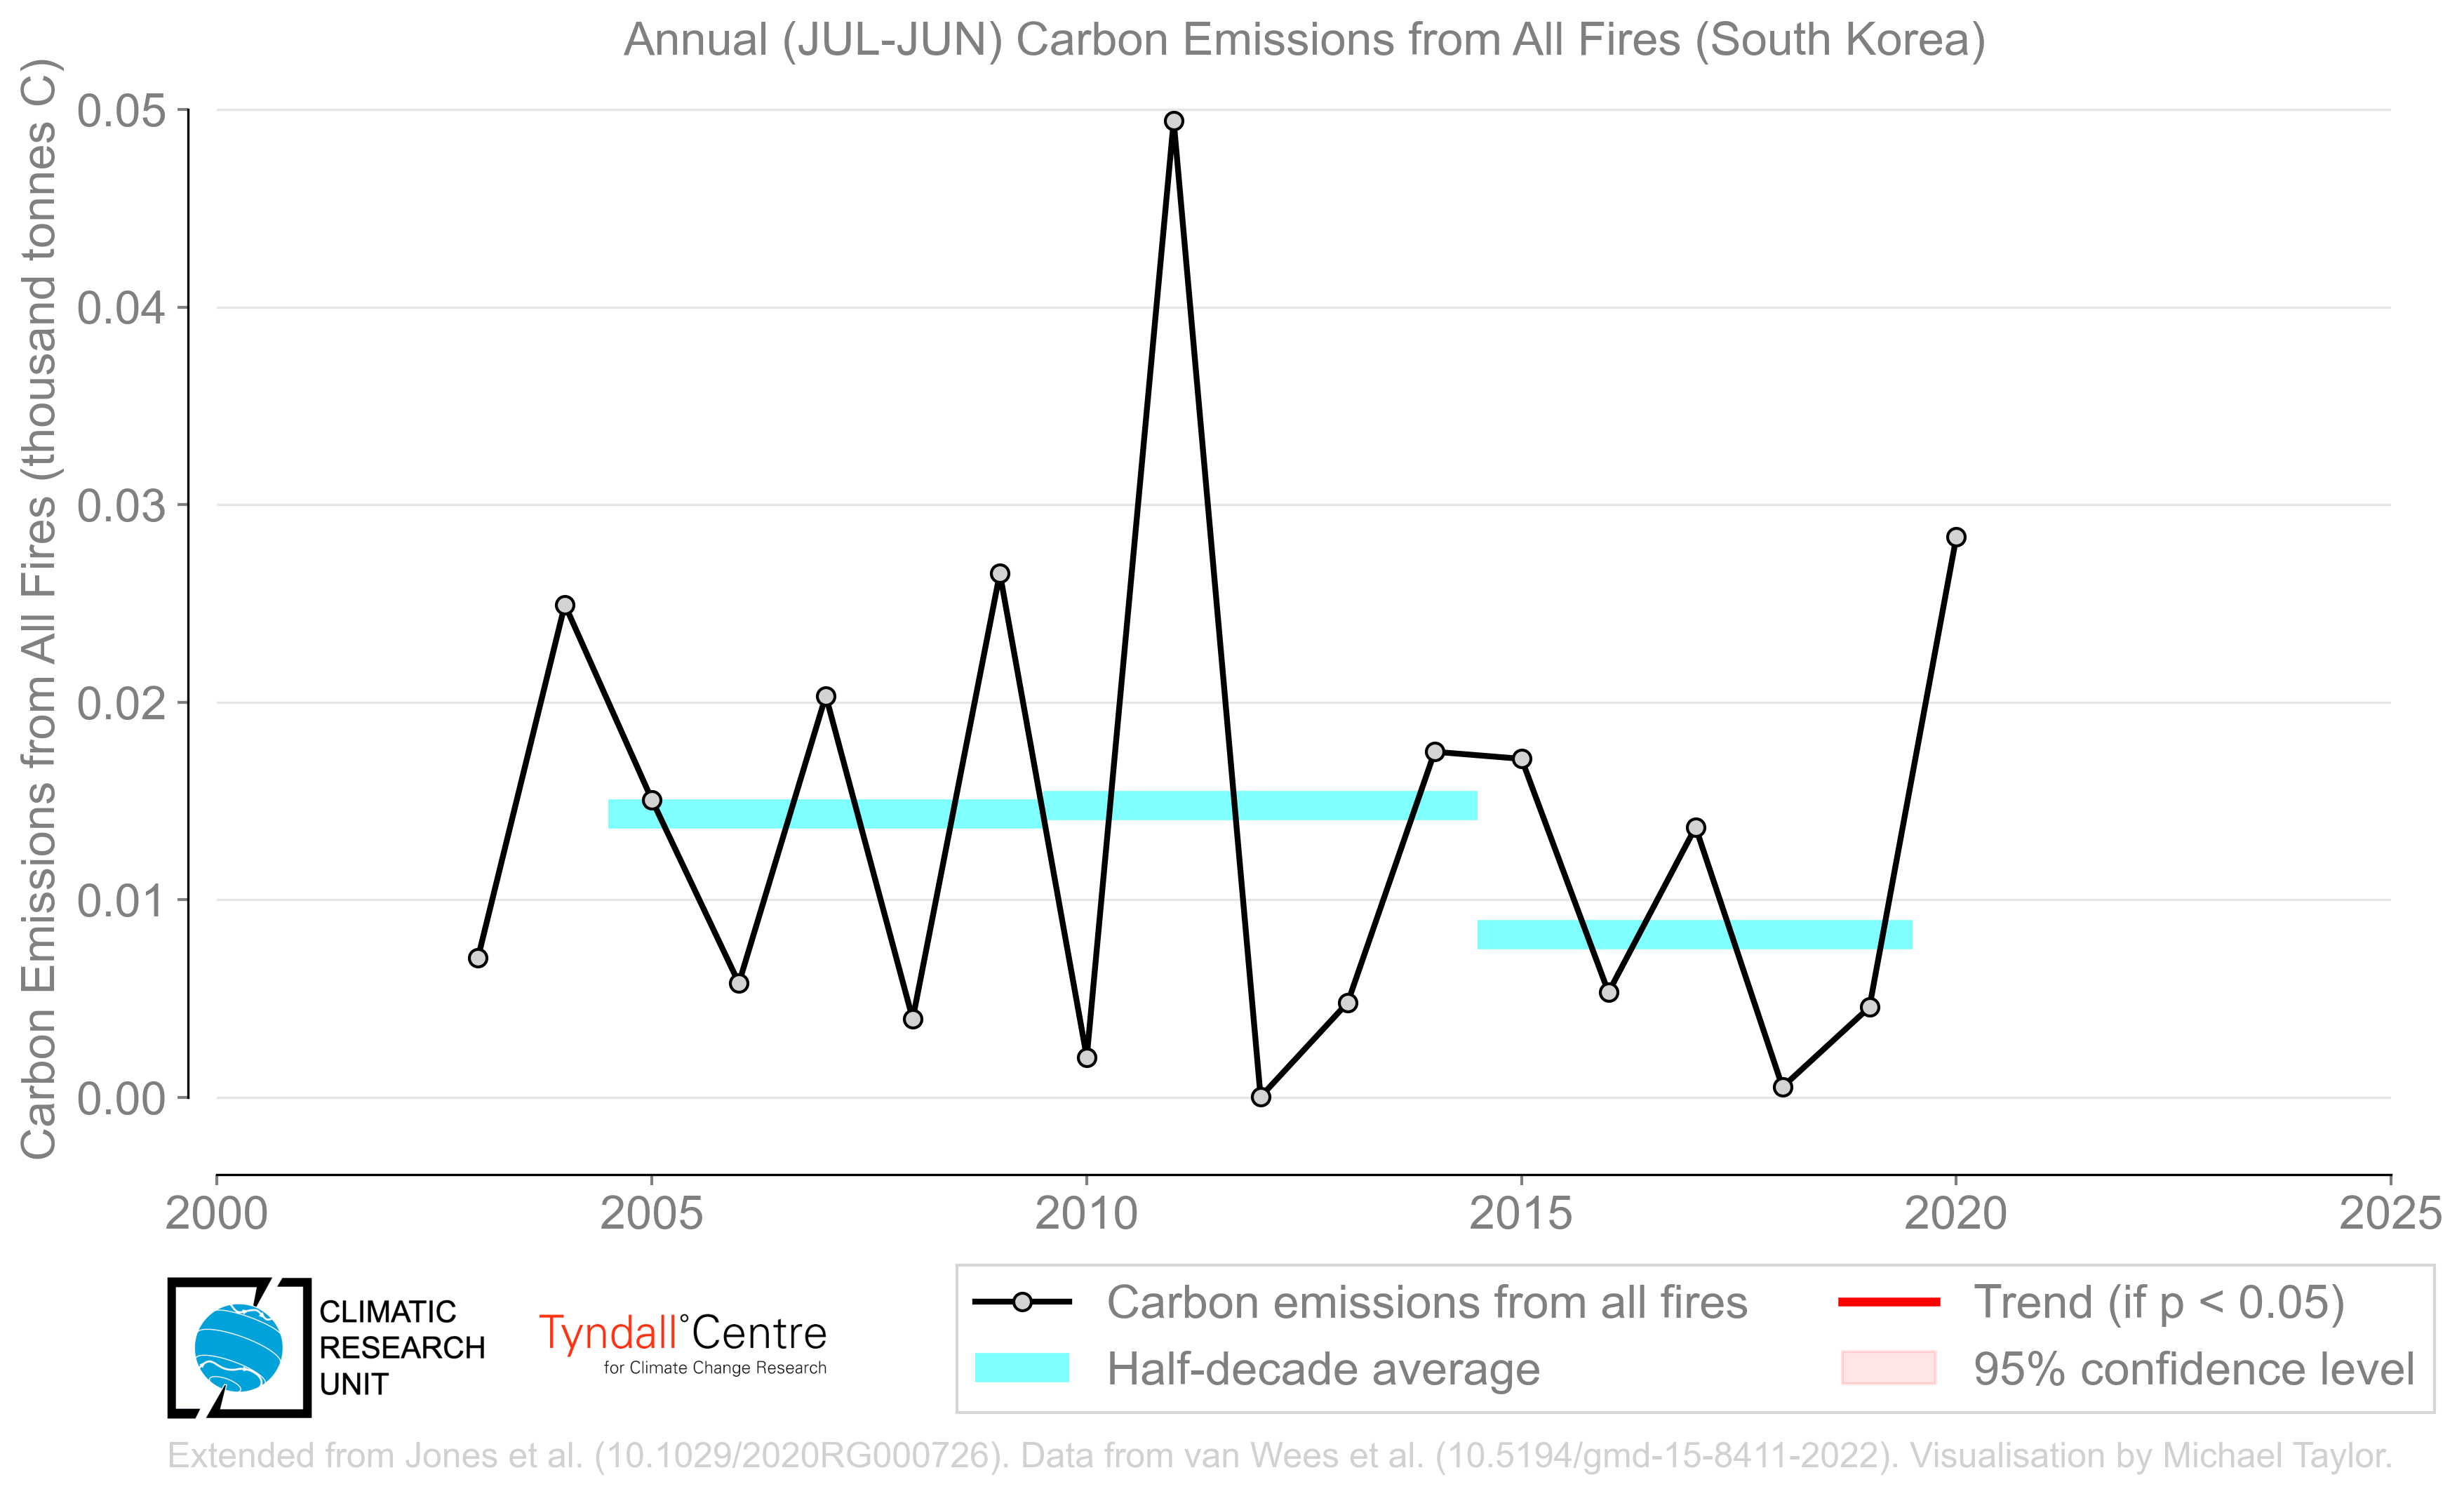 Annual (JUL-JUN) Carbon Emissions from All Fires (South Korea)
Carbon Emissions from All Fires (thousand tonnes C)
0.05
0.04
0.03
0.02
0.01
0.00
2000
2005
2010
2015
2020
2025
CLIMATIC
RESEARCH
UNIT
Tyndall°Centre
for Climate Change Research
Carbon emissions from all fires
Half-decade average
Trend (if p < 0.05)
95% confidence level
Extended from Jones et al. (10.1029/2020RG000726). Data from van Wees et al. (10.5194/gmd-15-8411-2022). Visualisation by Michael Taylor.